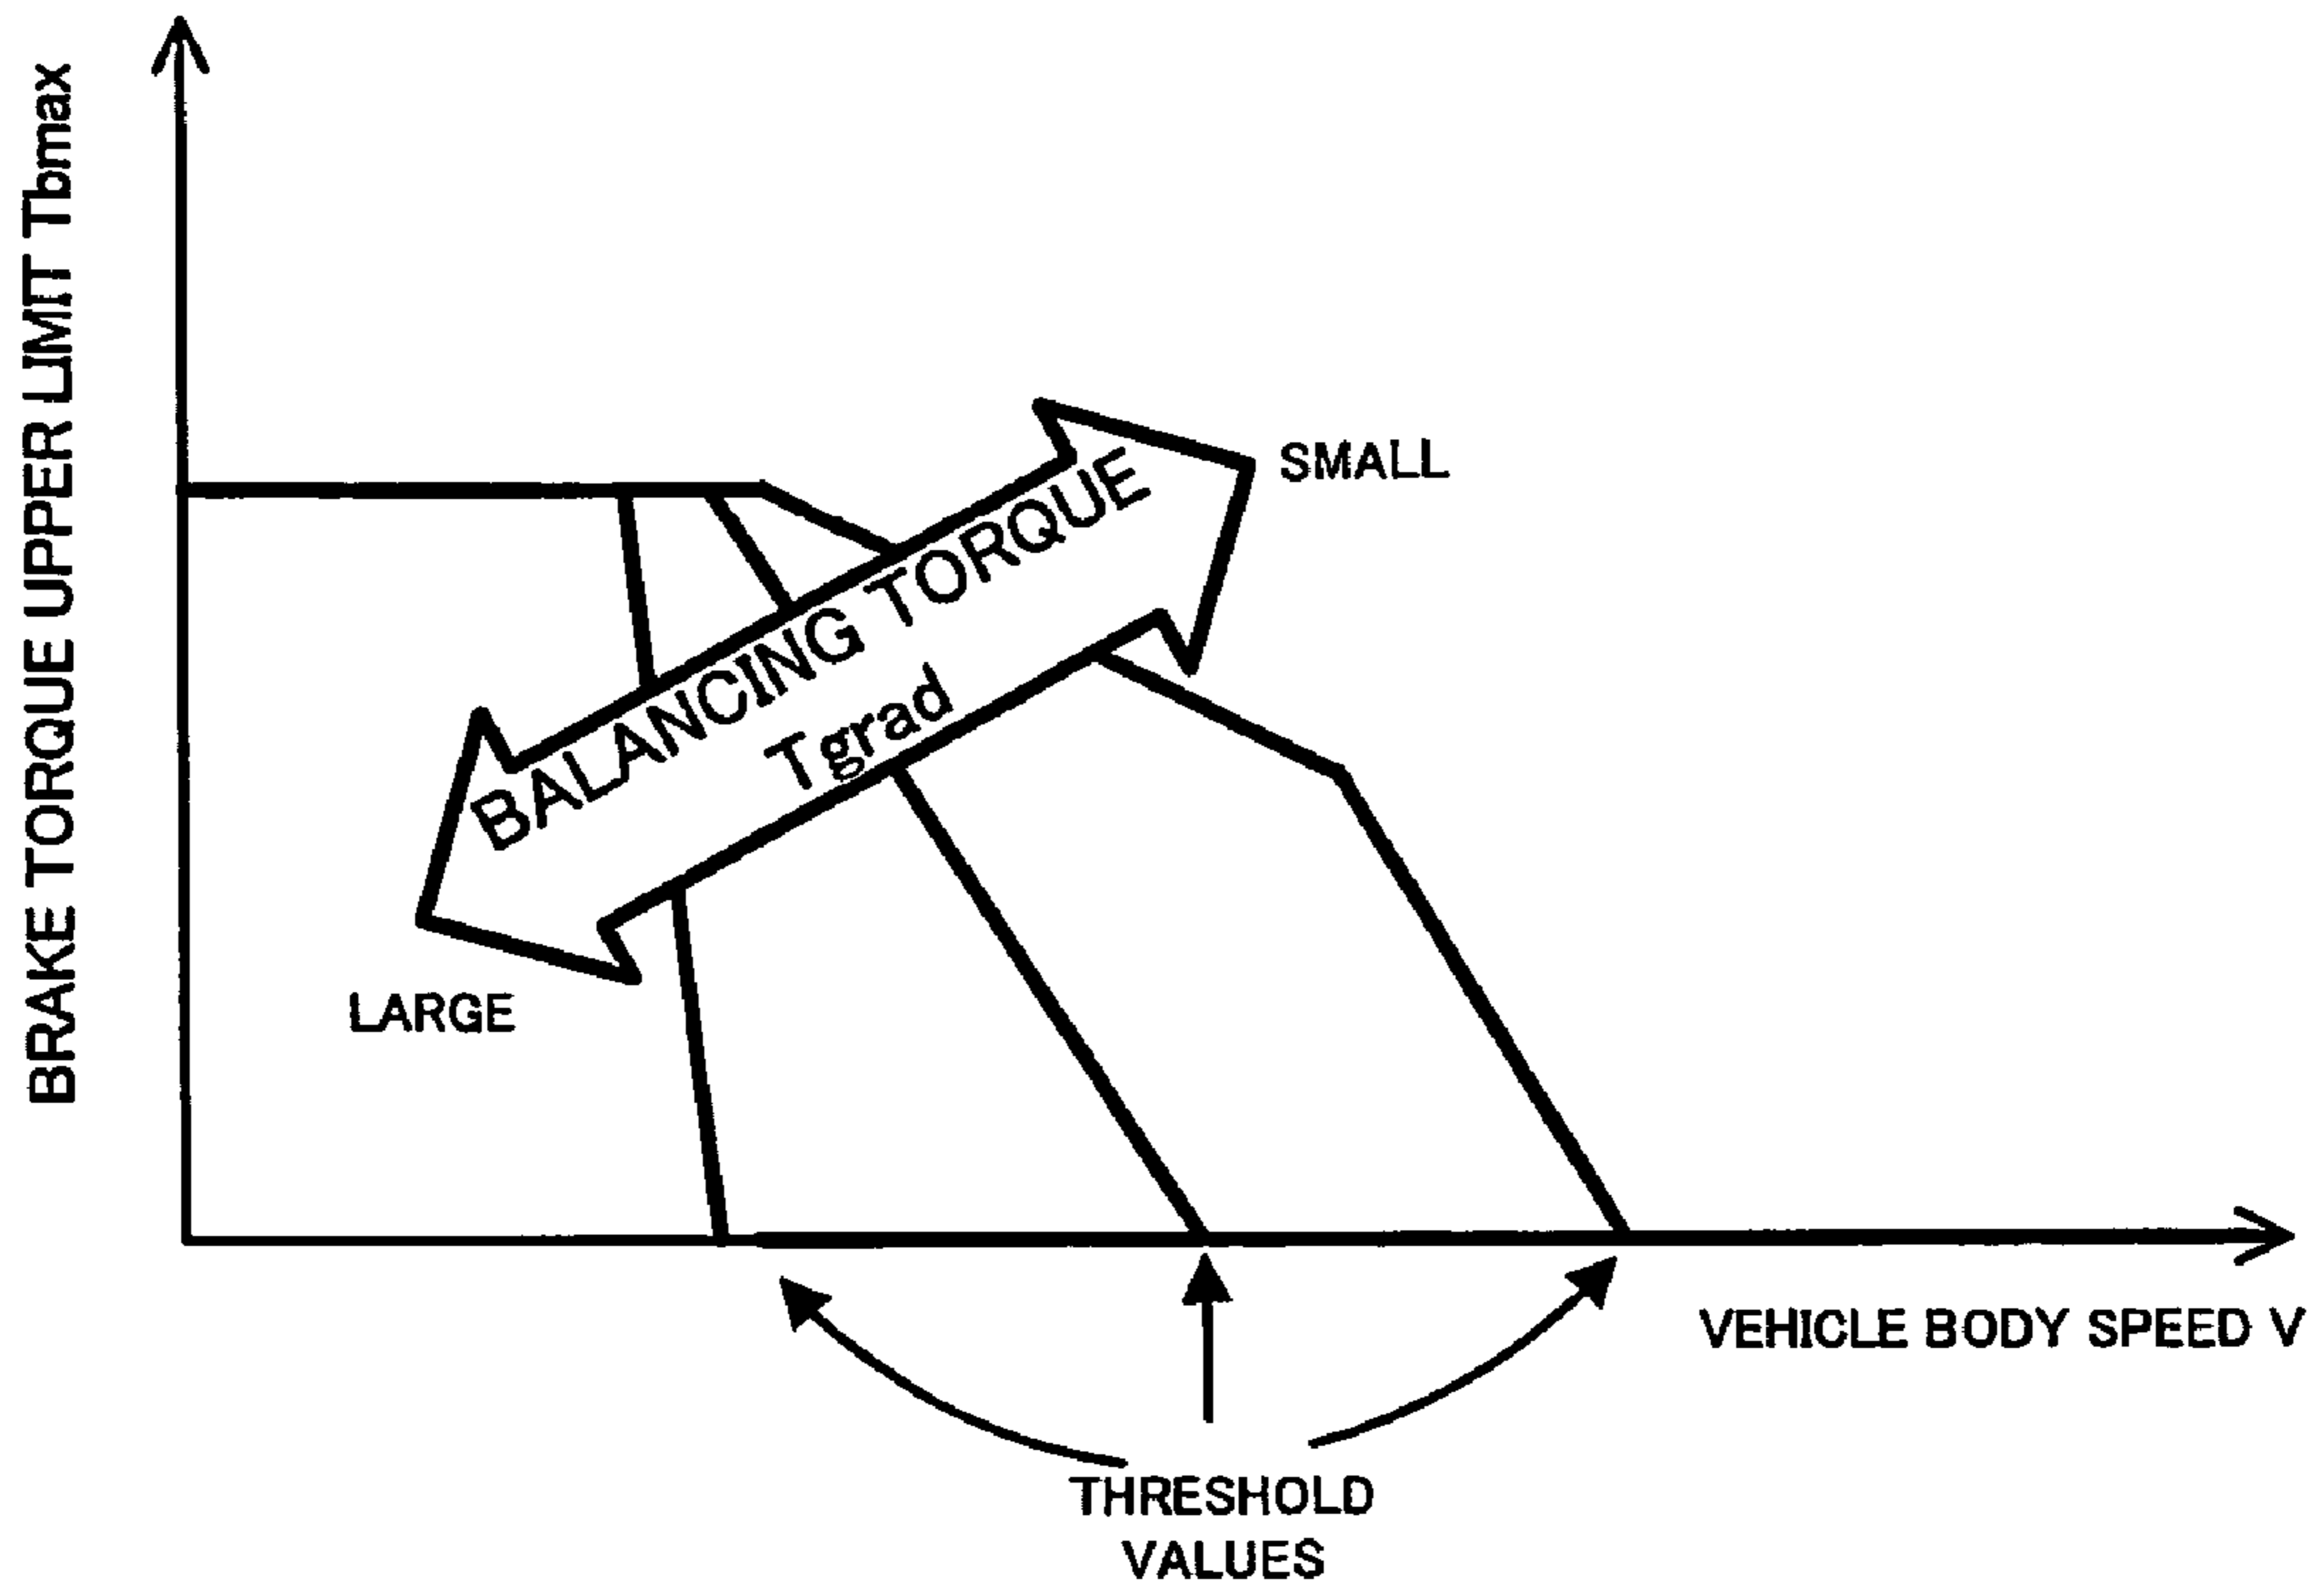 BRAKE TORQUE UPPER LIMIT Tbmax
SMALL
BALANCING TORQUE
Tgrad
LARGE
VEHICLE BODY SPEED V
THRESHOLD
VALUES